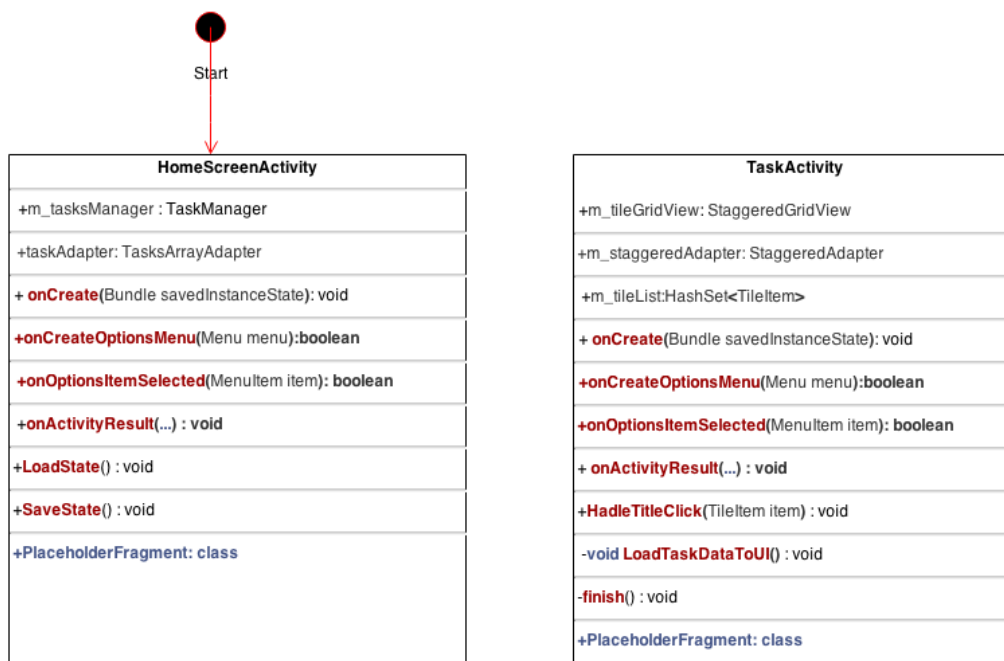 Start
HomeScreenActivity
+m_tasksManager : TaskManager
+taskAdapter: TasksArrayAdapter
+ onCreate(Bundle savedInstanceState): void
+onCreateOptionsMenu(Menu menu):boolean
+onOptionsItemSelected(MenuItem item): boolean
+onActivityResult(...) : void
+LoadState() : void
+SaveState() : void
+PlaceholderFragment: class
TaskActivity
+m_tileGridView: StaggeredGridView
+m_staggeredAdapter: StaggeredAdapter
+m_tileList:HashSet<TileItem>
+ onCreate(Bundle savedInstanceState): void
+onCreateOptionsMenu(Menu menu):boolean
+onOptionsItemSelected(MenuItem item): boolean
+ onActivityResult(...) : void
+HadleTitleClick(TileItem item) : void
-void LoadTaskDataToUI() : void
-finish() : void
+PlaceholderFragment: class